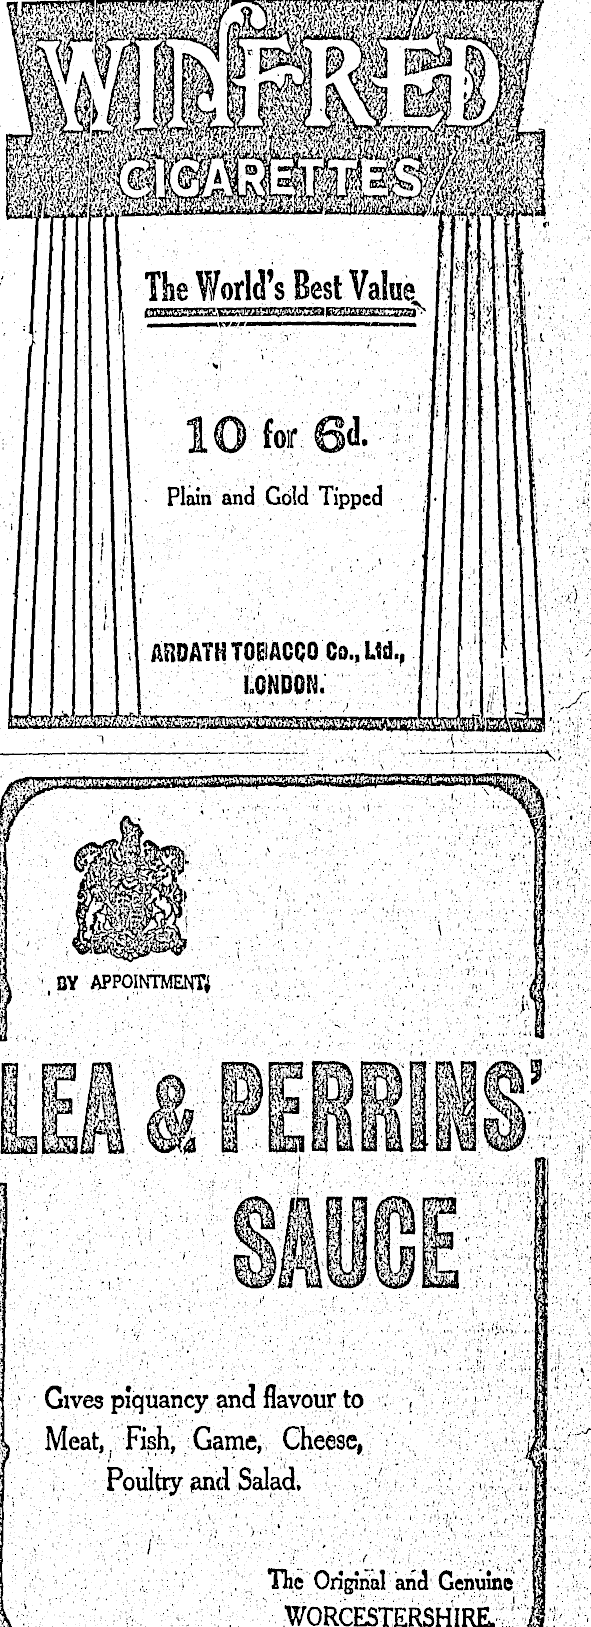 WINFRED
CIGARETTES
The World's Best Value
10 for 6d.
Plain and Gold Tipped
ARDATH TOBACCO Co., Ltd.,
LONDON.
BY APPOINTMENT.
LEA & PERRINS'
SAUCE
Gives piquancy and flavour to
Meat, Fish, Game, Cheese,
Poultry and Salad.
The Original and Genuine
WORCESTERSHIRE.